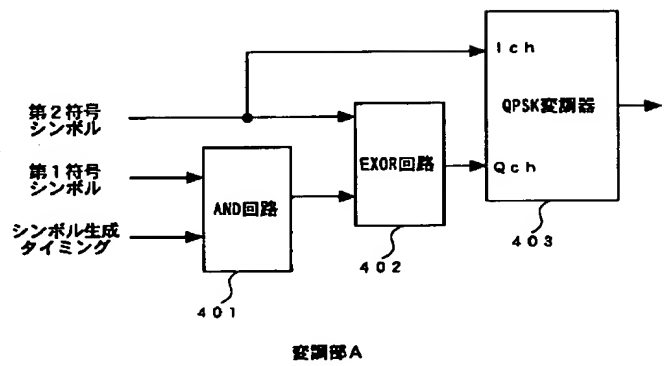 Ich
QPSK変調器
第2符号
シンボル
EXOR回路
Qch
第1符号
シンボル
AND回路
シンボル生成
タイミング
403
402
401
変調部A